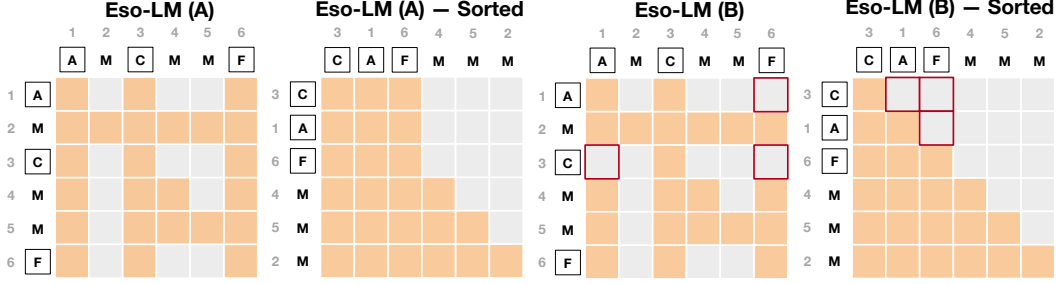 Eso-LM (A)
1 2 3 4 5 6
A M C M M F
1 A
2 M
3 C
4 M
5 M
6 F
Eso-LM (A) — Sorted
3 1 6 4 5 2
C A F M M M
3 C
1 A
6 F
4 M
5 M
2 M
Eso-LM (B)
1 2 3 4 5 6
A M C M M F
1 A
2 M
3 C
4 M
5 M
6 F
Eso-LM (B) — Sorted
3 1 6 4 5 2
C A F M M M
3 C
1 A
6 F
4 M
5 M
2 M